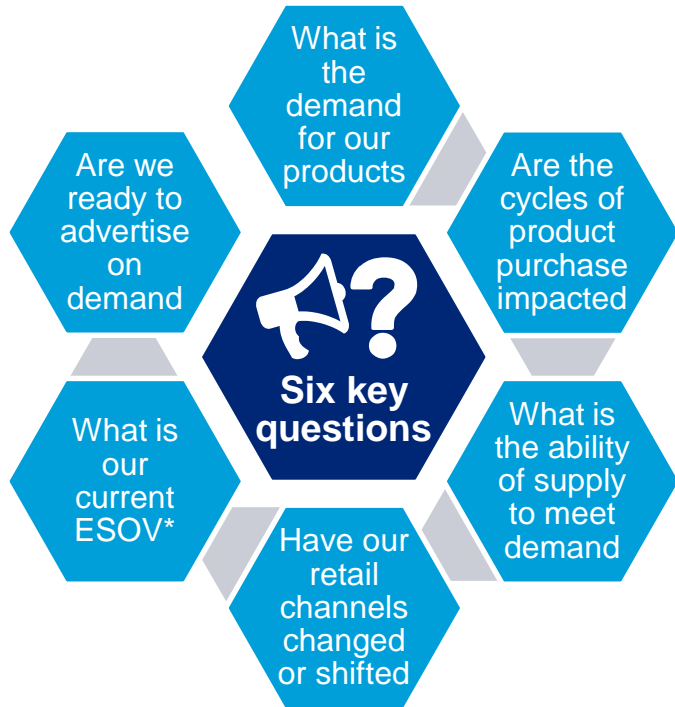 What is
the
demand
for our
products
Are the
cycles of
product
purchase
impacted
What is
the ability
of supply
to meet
demand
Have our
retail
channels
changed
or shifted
What is
our
current
ESOV*
Are we
ready to
advertise
on
demand
?
Six key
questions